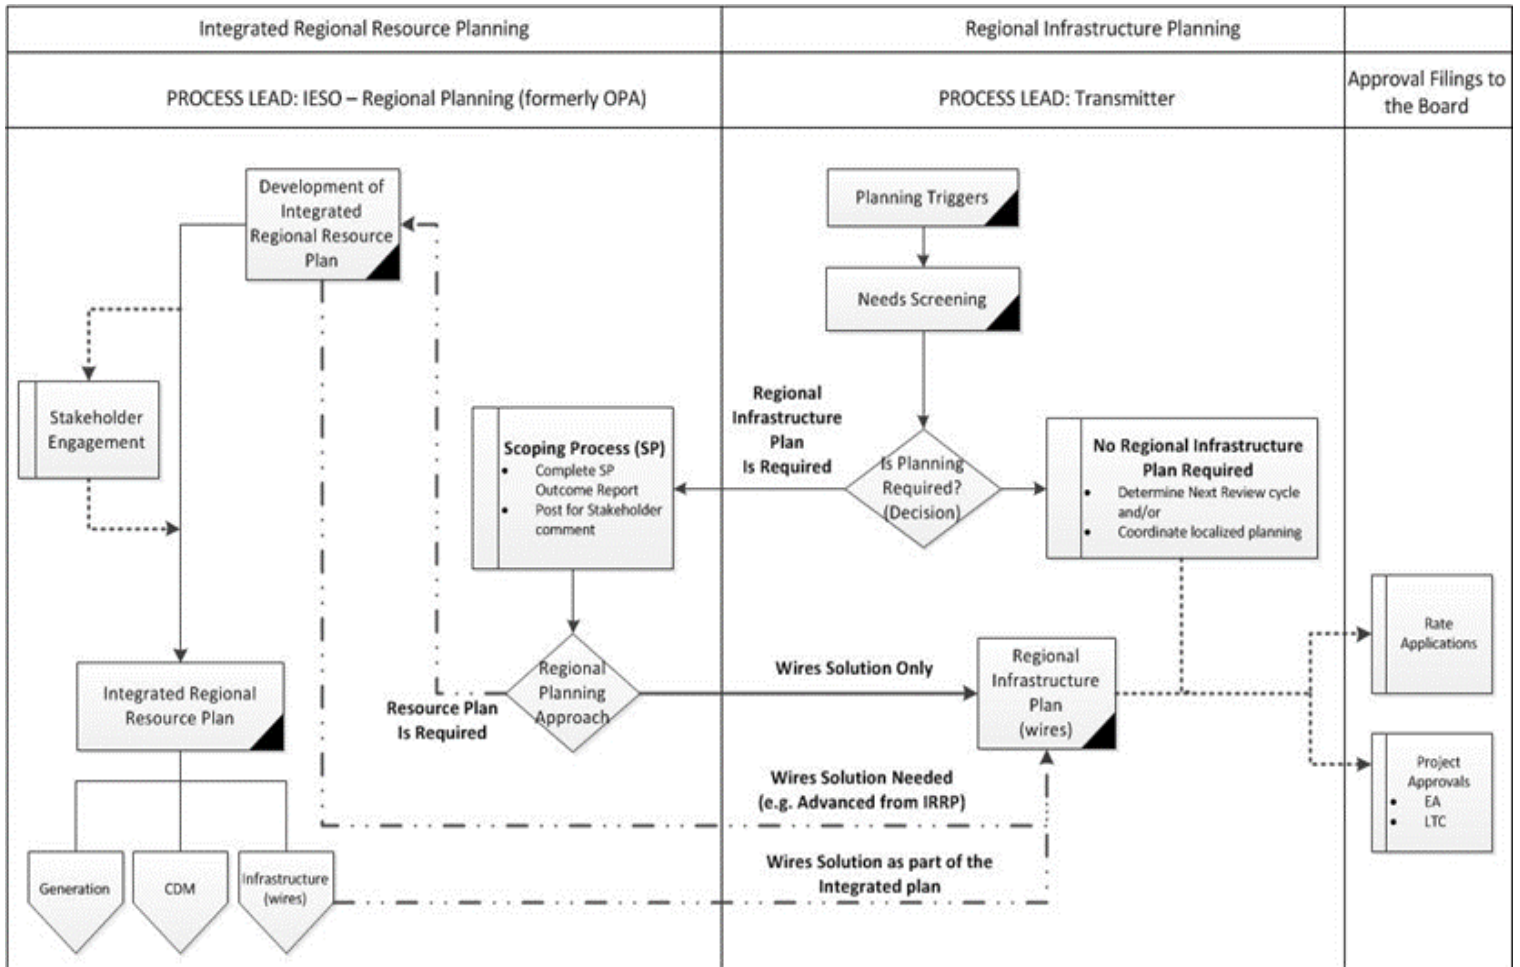 Integrated Regional Resource Planning
Regional Infrastructure Planning
PROCESS LEAD: IESO – Regional Planning (formerly OPA)
PROCESS LEAD: Transmitter
Approval Filings to
the Board
Development of
Integrated
Regional Resource
Plan
Planning Triggers
Needs Screening
Stakeholder
Engagement
Regional
Infrastructure
Plan
Is Required
Scoping Process (SP)
• Complete SP
Outcome Report
• Post for Stakeholder
comment
Is Planning
Required?
(Decision)
No Regional Infrastructure
Plan Required
• Determine Next Review cycle
and/or
• Coordinate localized planning
Rate
Applications
Integrated Regional
Resource Plan
Resource Plan
Is Required
Regional
Planning
Approach
Wires Solution Only
Regional
Infrastructure
Plan
(wires)
Project
Approvals
• EA
• LTC
Wires Solution Needed
(e.g. Advanced from IRRP)
Generation
CDM
Infrastructure
(wires)
Wires Solution as part of the
Integrated plan